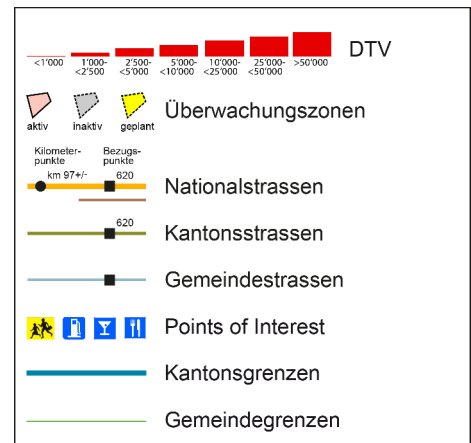 DTV
<1'000 1'000- 2'500- 5'000- 10'000- 25'000- >50'000
<2'500 <5'000 <10'000 <25'000 <50'000
Überwachungszonen
aktiv inaktiv geplant
Kilometer- Bezugs-
punkte punkte
km 97+/- 620
Nationalstrassen
620
Kantonsstrassen
Gemeindestrassen
Points of Interest
Kantonsgrenzen
Gemeindegrenzen